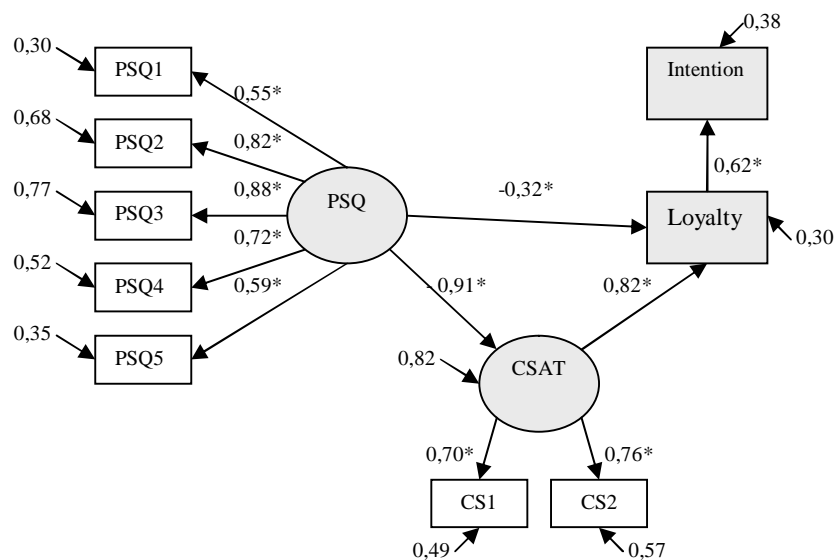 0,38
0,30
PSQ1
Intention
0,55*
0,68
PSQ2
0,82*
0,62*
0,77
PSQ3
0,88*
PSQ
-0,32*
Loyalty
0,72*
0,30
0,52
PSQ4
0,59*
- 0,91*
0,82*
0,35
PSQ5
0,82
CSAT
0,70*
0,76*
CS1
CS2
0,49
0,57